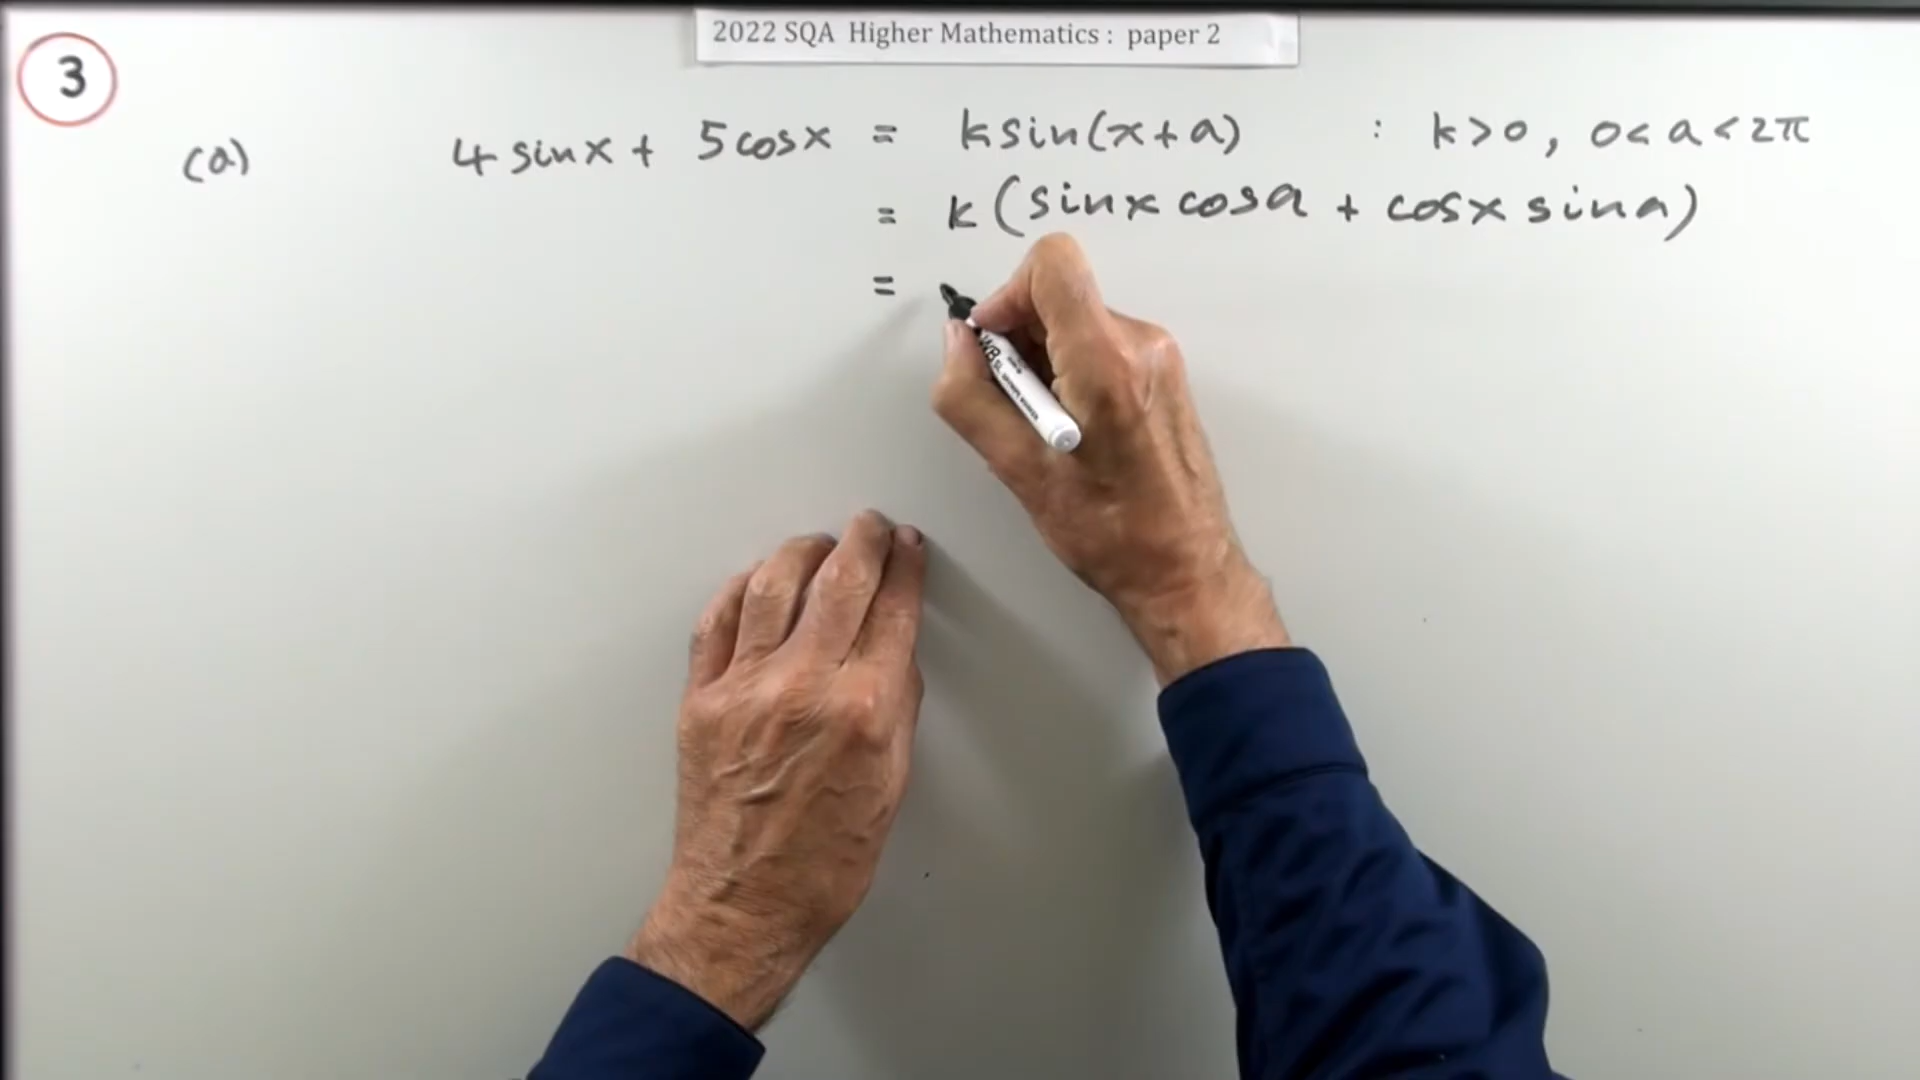 2022 SQA Higher Mathematics : paper 2
3
(a) 4 sin x + 5 cos x = k sin(x + a) : k > 0 , 0 < a < 2π
= k (sin x cos a + cos x sin a)
=
WB